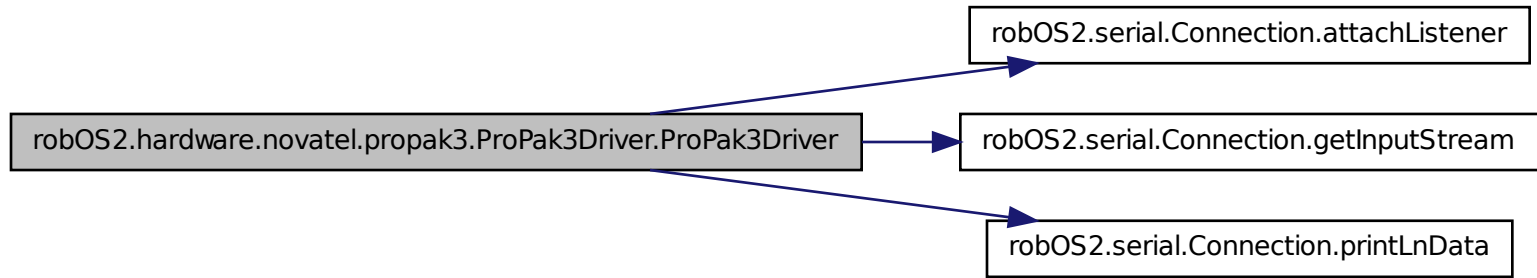 robOS2.serial.Connection.attachListener
robOS2.hardware.novatel.propak3.ProPak3Driver.ProPak3Driver
robOS2.serial.Connection.getInputStream
robOS2.serial.Connection.printLnData